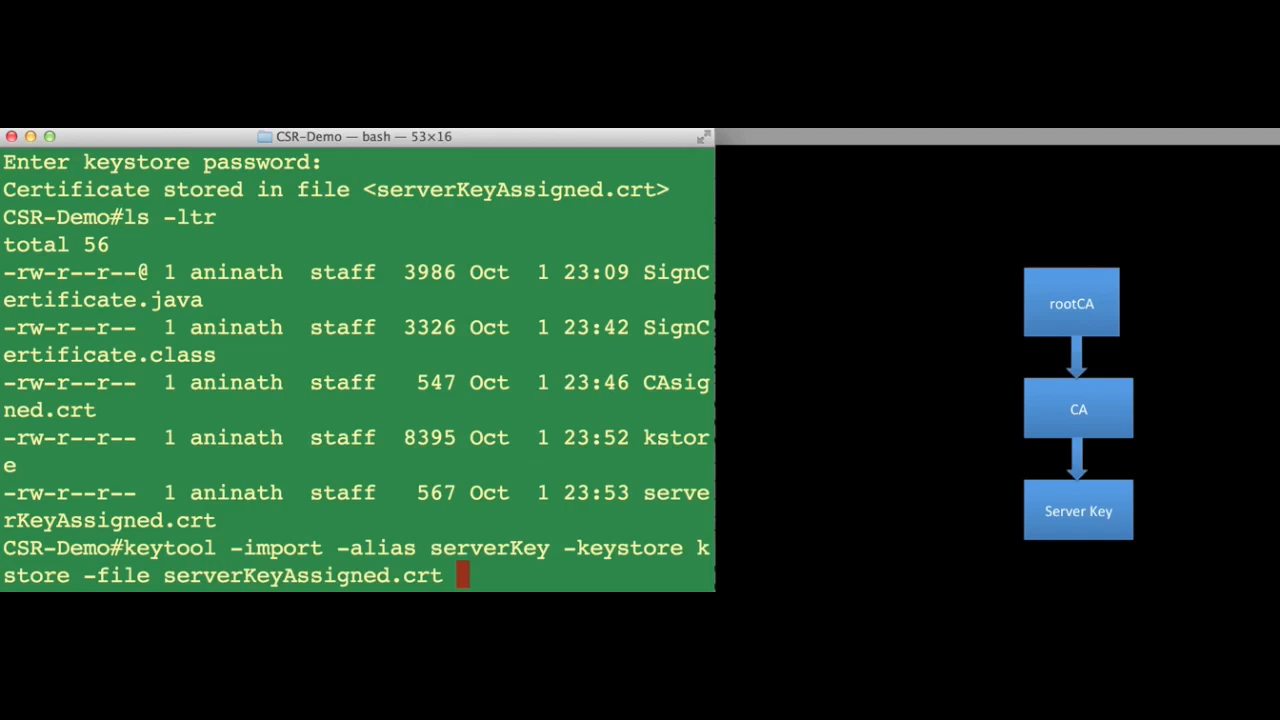 CSR-Demo — bash — 53×16
Enter keystore password:
Certificate stored in file <serverKeyAssigned.crt>
CSR-Demo#ls -ltr
total 56
-rw-r--r--@ 1 aninath  staff  3986 Oct  1 23:09 SignC
ertificate.java
-rw-r--r--  1 aninath  staff  3326 Oct  1 23:42 SignC
ertificate.class
-rw-r--r--  1 aninath  staff   547 Oct  1 23:46 CAsig
ned.crt
-rw-r--r--  1 aninath  staff  8395 Oct  1 23:52 kstor
e
-rw-r--r--  1 aninath  staff   567 Oct  1 23:53 serve
rKeyAssigned.crt
CSR-Demo#keytool -import -alias serverKey -keystore k
store -file serverKeyAssigned.crt
rootCA
CA
Server Key